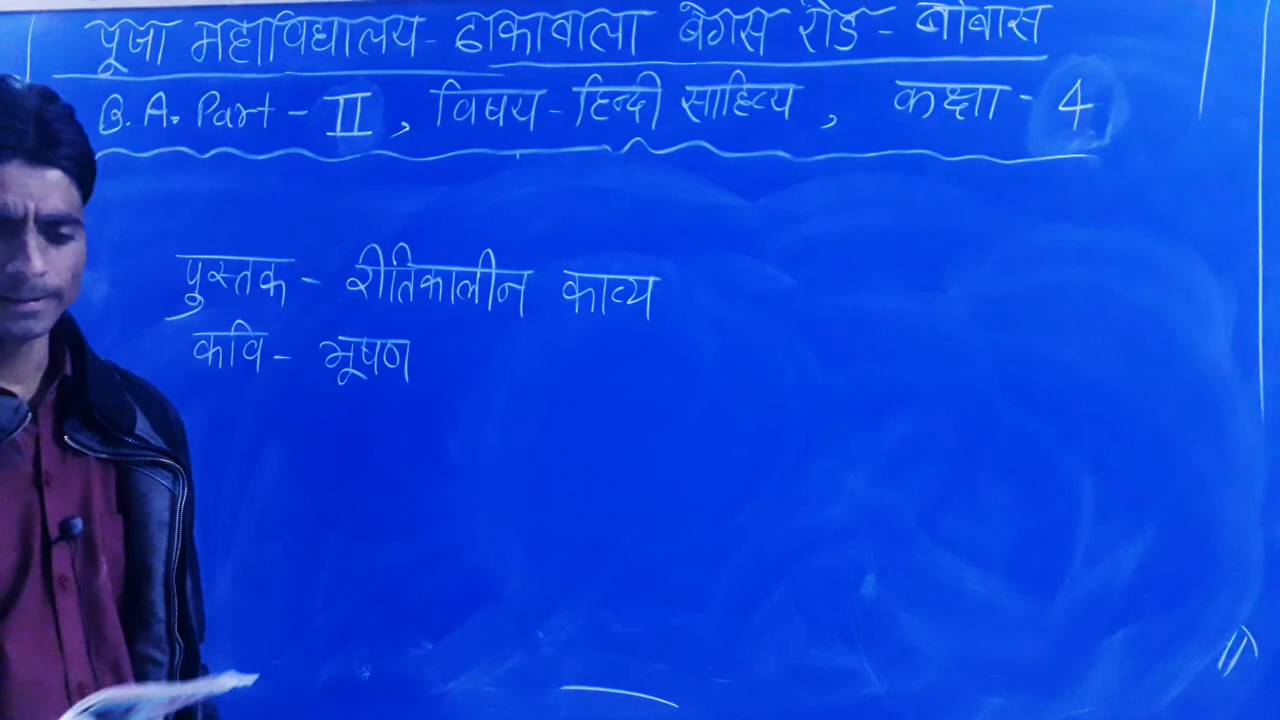 पूजा महाविद्यालय - ढाकावाला बेगस रोड - बोबास
B. A. Part - II , विषय - हिन्दी साहित्य , कक्षा - 4
पुस्तक - रीतिकालीन काव्य
कवि - भूषण